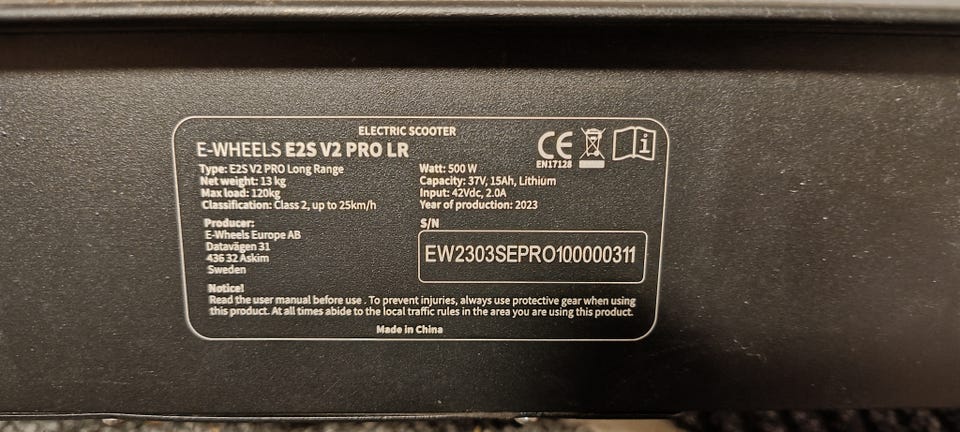 ELECTRIC SCOOTER
E-WHEELS E2S V2 PRO LR
Type: E2S V2 PRO Long Range
Net weight: 13 kg
Max load: 120kg
Classification: Class 2, up to 25km/h
Producer:
E-Wheels Europe AB
Datavägen 31
436 32 Askim
Sweden
CE
EN17128
Watt: 500 W
Capacity: 37V, 15Ah, Lithium
Input: 42Vdc, 2.0A
Year of production: 2023
S/N
EW2303SEPRO100000311
Notice!
Read the user manual before use . To prevent injuries, always use protective gear when using
this product. At all times abide to the local traffic rules in the area you are using this product.
Made in China